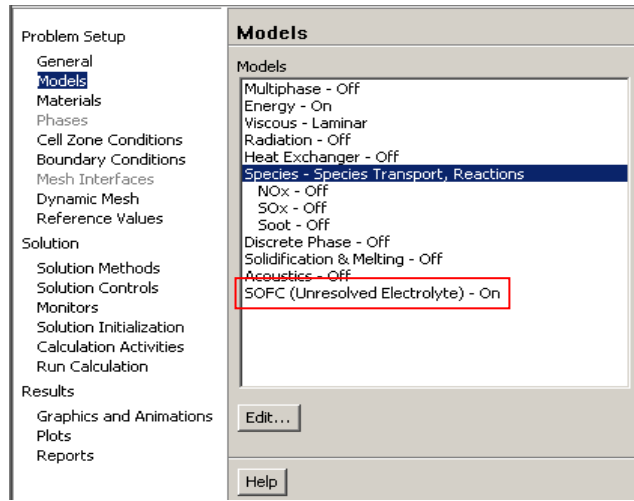 Problem Setup
General
Models
Materials
Phases
Cell Zone Conditions
Boundary Conditions
Mesh Interfaces
Dynamic Mesh
Reference Values
Solution
Solution Methods
Solution Controls
Monitors
Solution Initialization
Calculation Activities
Run Calculation
Results
Graphics and Animations
Plots
Reports
Models
Models
Multiphase - Off
Energy - On
Viscous - Laminar
Radiation - Off
Heat Exchanger - Off
Species - Species Transport, Reactions
NOx - Off
SOx - Off
Soot - Off
Discrete Phase - Off
Solidification & Melting - Off
Acoustics - Off
SOFC (Unresolved Electrolyte) - On
Edit...
Help